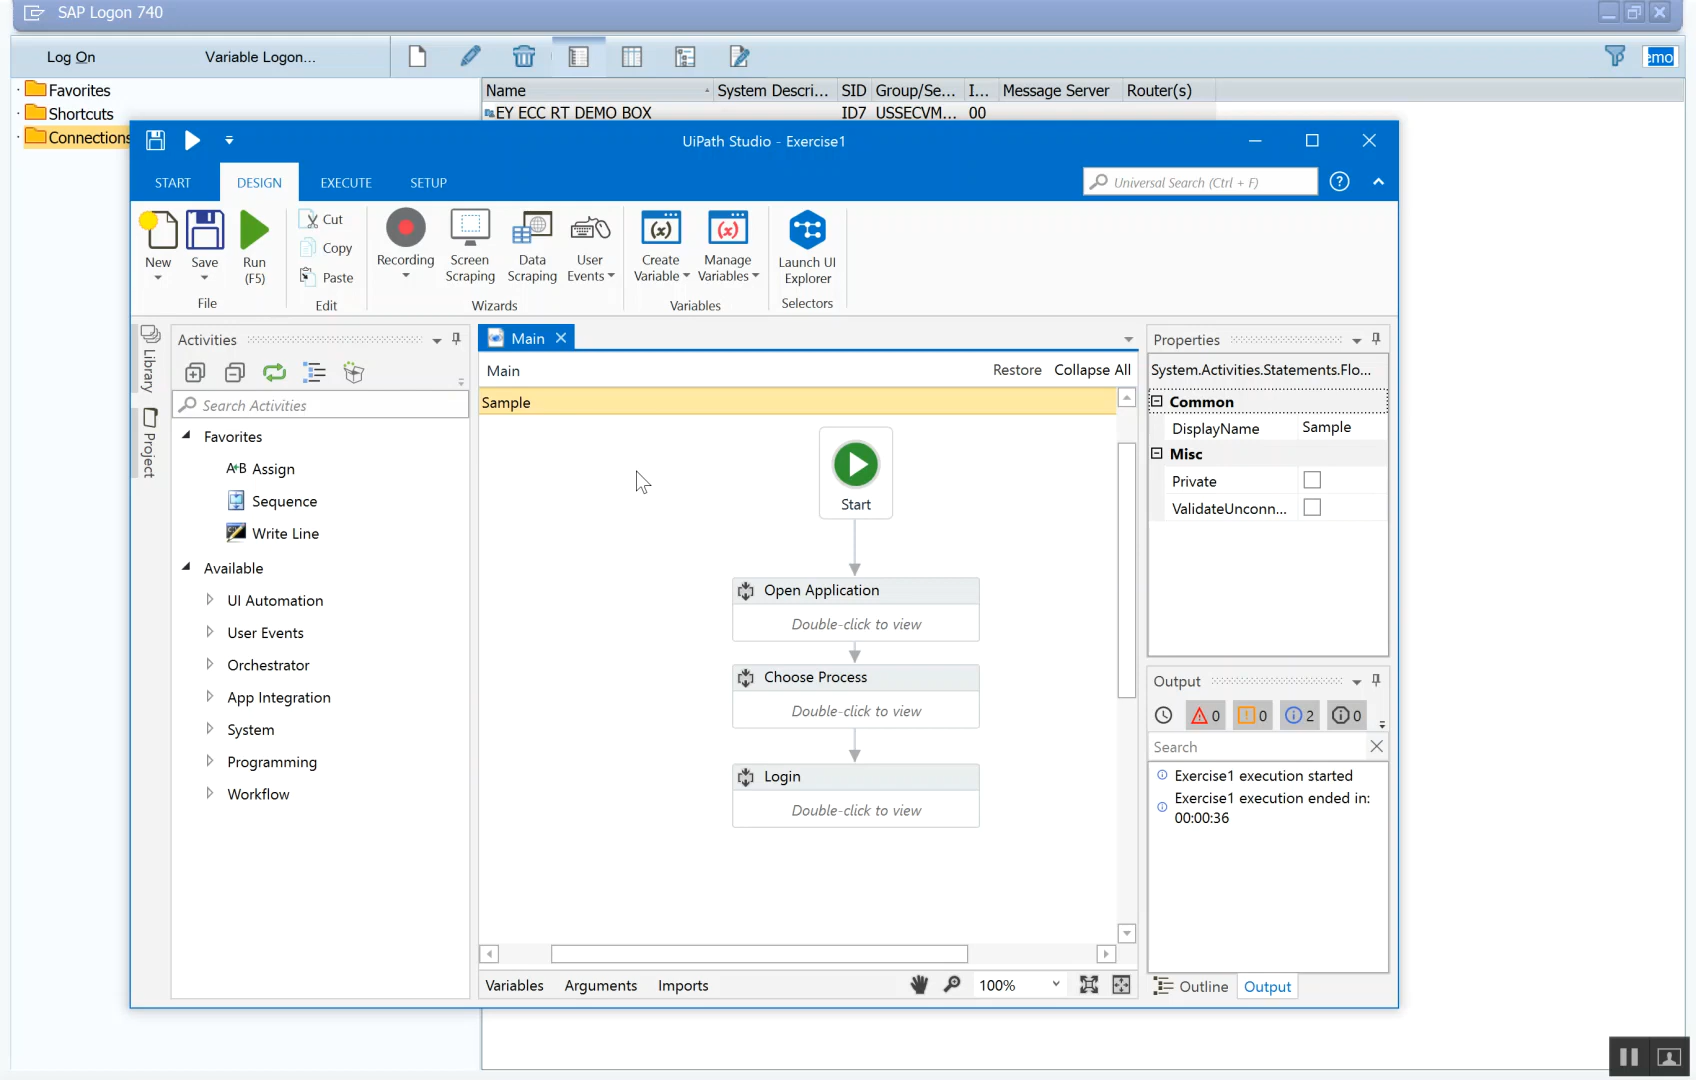 SAP Logon 740
Log On
Variable Logon...
Favorites
Shortcuts
Connections
Name
System Descri...
SID
Group/Se...
I...
Message Server
Router(s)
EY ECC RT DEMO BOX
ID7
USSECVM...
00
UiPath Studio - Exercise1
START
DESIGN
EXECUTE
SETUP
Universal Search (Ctrl + F)
New
Save
Run
(F5)
File
Cut
Copy
Paste
Edit
Recording
Screen
Scraping
Data
Scraping
User
Events
Wizards
(x)
Create
Variable
(x)
Manage
Variables
Variables
Launch UI
Explorer
Selectors
Library
Project
Activities
Search Activities
Favorites
A+B Assign
Sequence
Write Line
Available
UI Automation
User Events
Orchestrator
App Integration
System
Programming
Workflow
Main
Main
Restore
Collapse All
Sample
Start
Open Application
Double-click to view
Choose Process
Double-click to view
Login
Double-click to view
Variables
Arguments
Imports
100%
Properties
System.Activities.Statements.Flo...
Common
DisplayName
Sample
Misc
Private
ValidateUnconn...
Output
0
0
2
0
Search
Exercise1 execution started
Exercise1 execution ended in:
00:00:36
Outline
Output